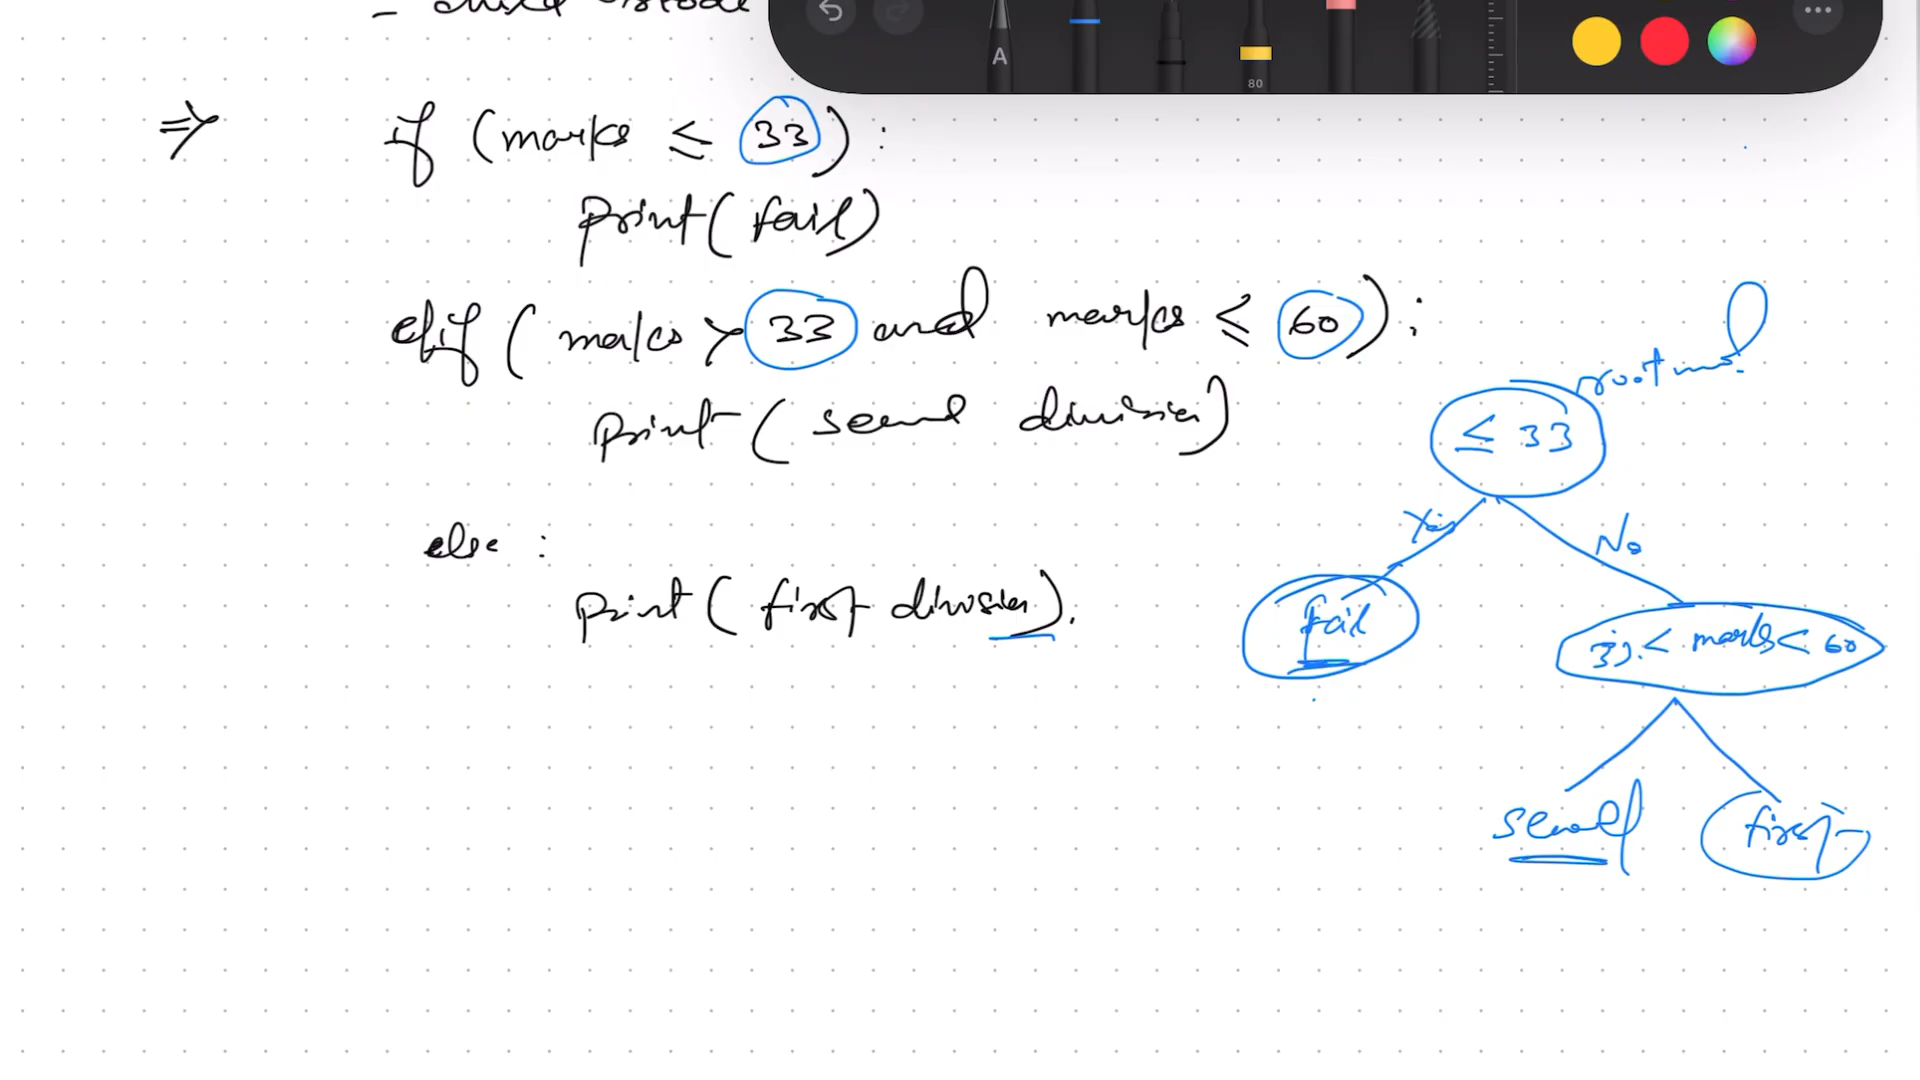 if (marks ≤ 33):
print(fail)
elif (marks > 33 and marks ≤ 60):
print(second division)
else:
print(first division).
root
≤ 33
Yes
No
fail
33 < marks < 60
second
first
A
80